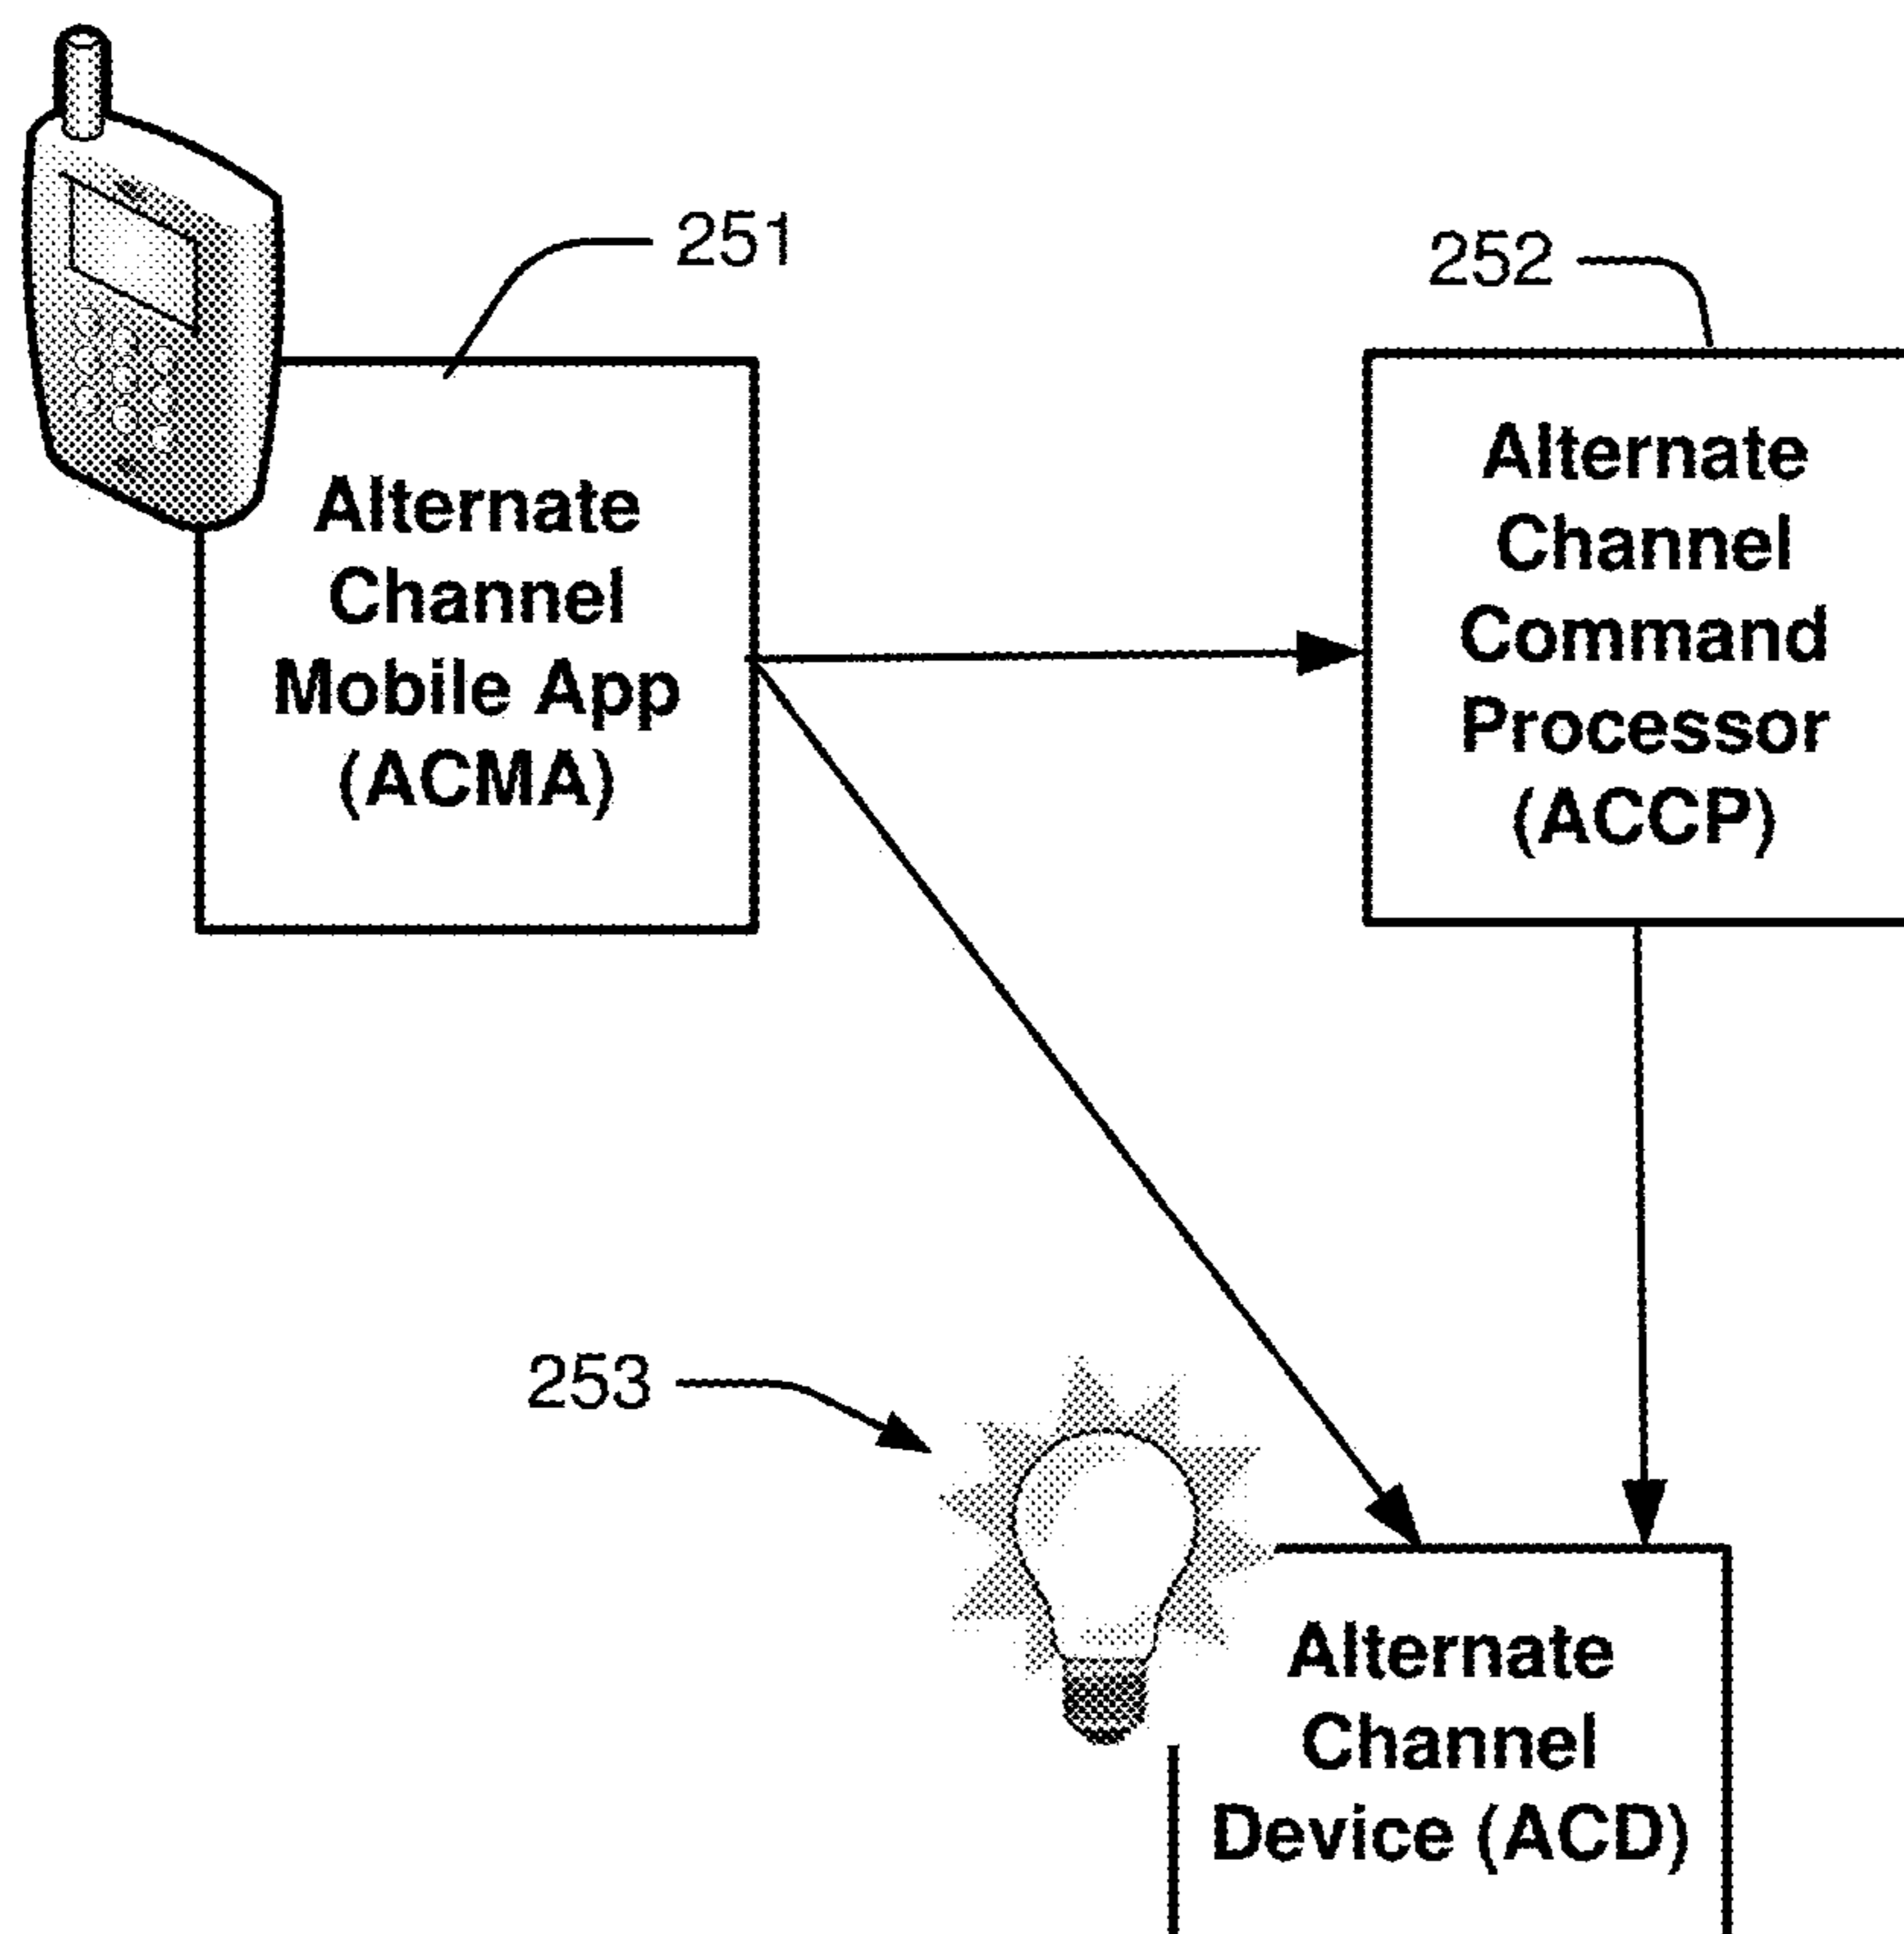 251
252
Alternate
Channel
Mobile App
(ACMA)
Alternate
Channel
Command
Processor
(ACCP)
253
Alternate
Channel
Device (ACD)